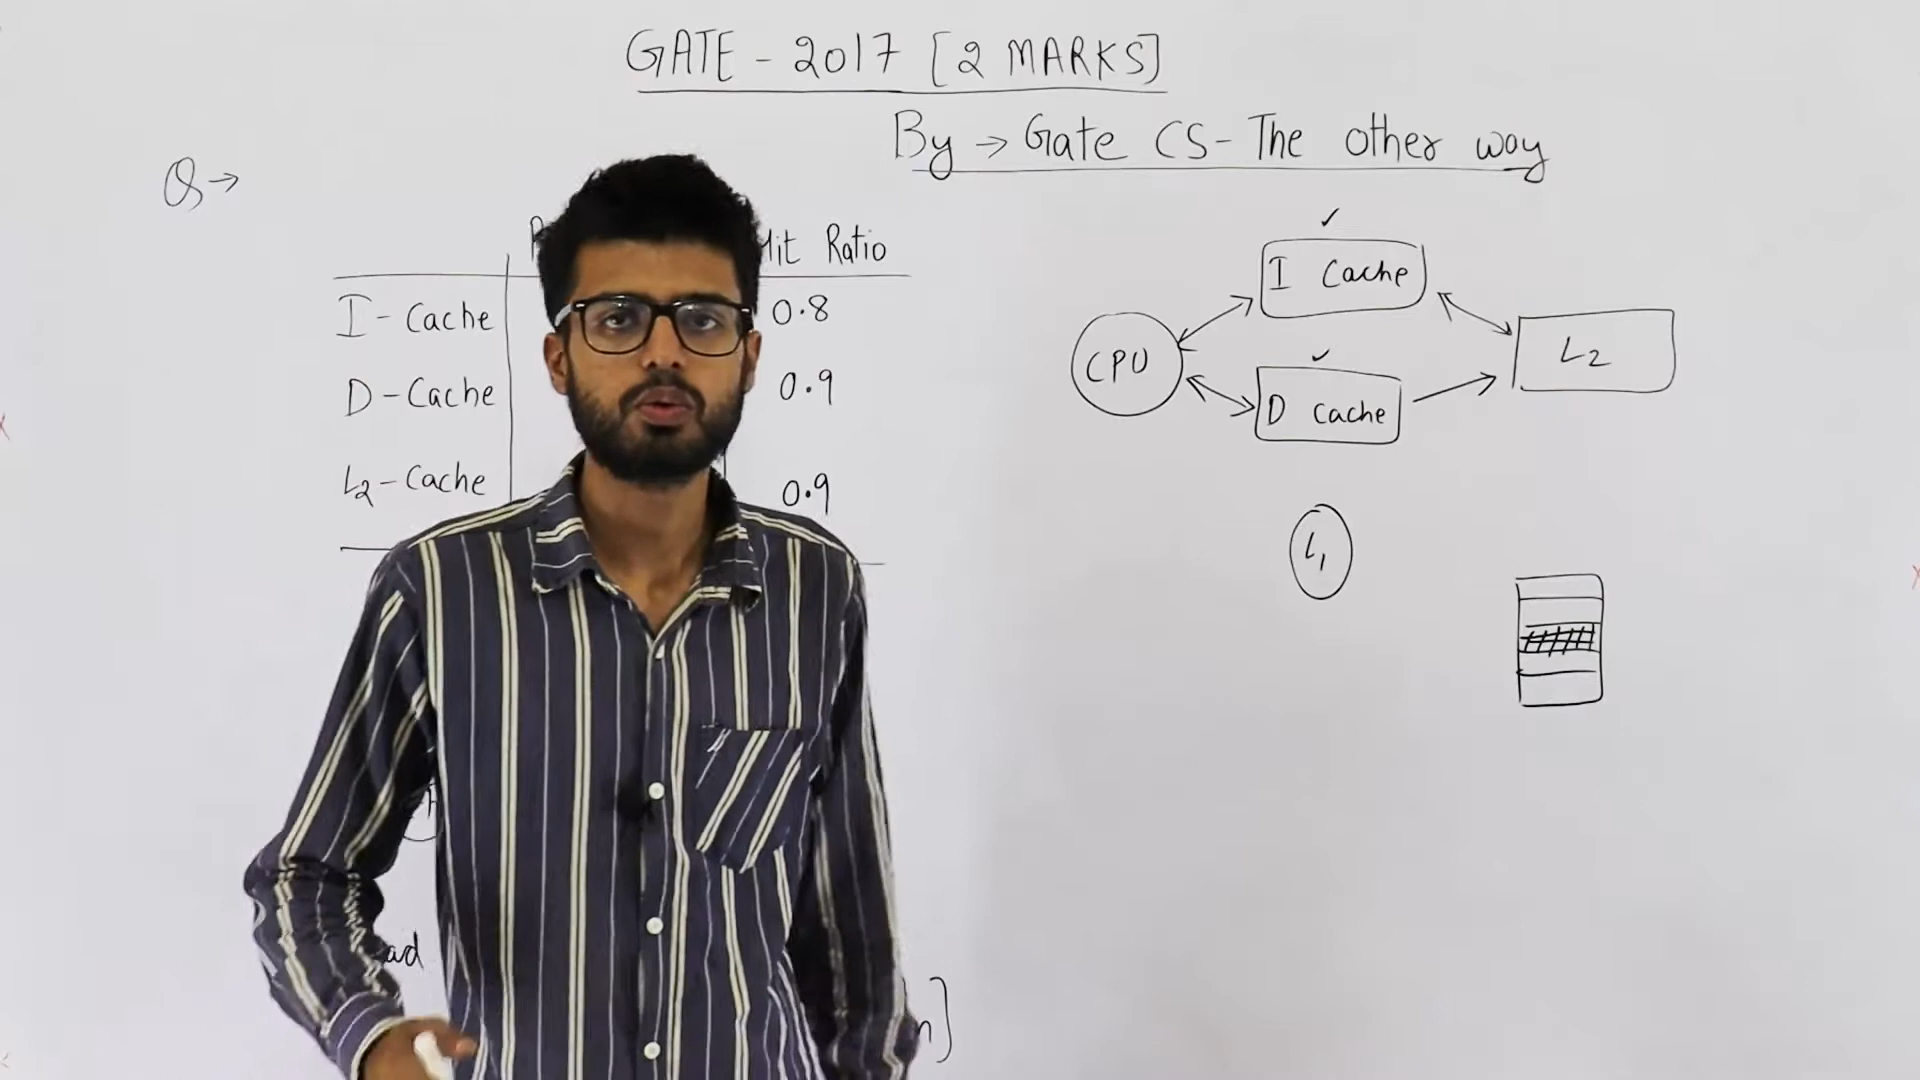 GATE - 2017 [2 MARKS]
By → Gate CS - The other way
Q →
Hit Ratio
I - Cache 0.8
D - Cache 0.9
L2 - Cache 0.9
I Cache
CPU
L2
D cache
L1